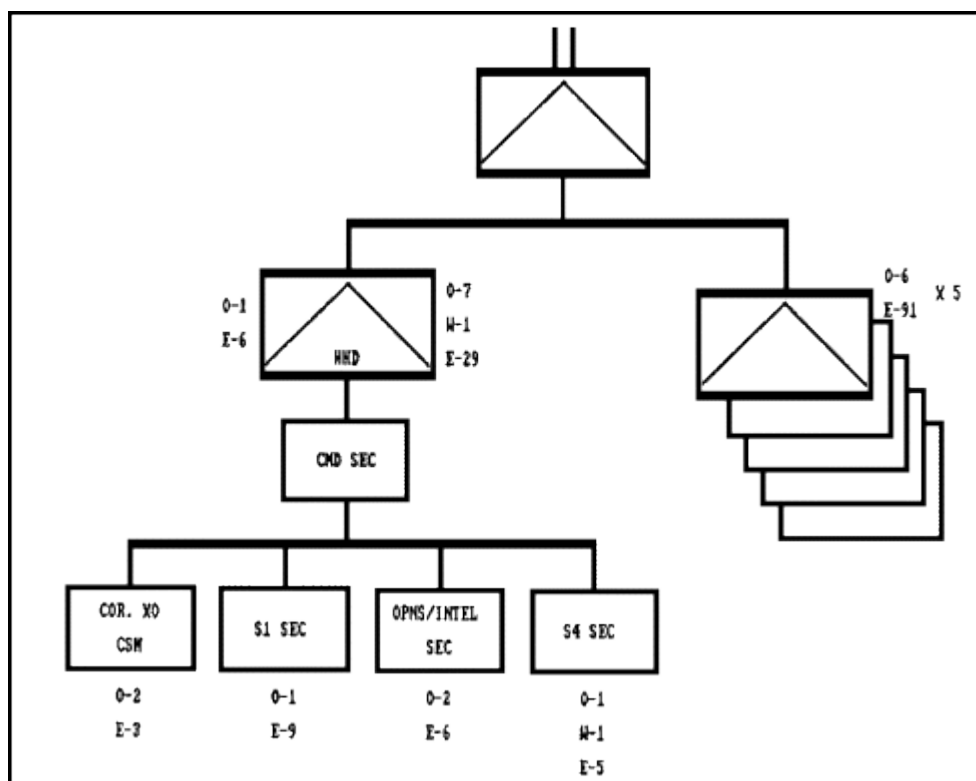 O-6
X 5
E-91
O-1
E-6
HHD
O-7
W-1
E-29
CMD SEC
COR. XO
CSM
S1 SEC
OPNS/INTEL
SEC
S4 SEC
O-2
E-3
O-1
E-9
O-2
E-6
O-1
W-1
E-5